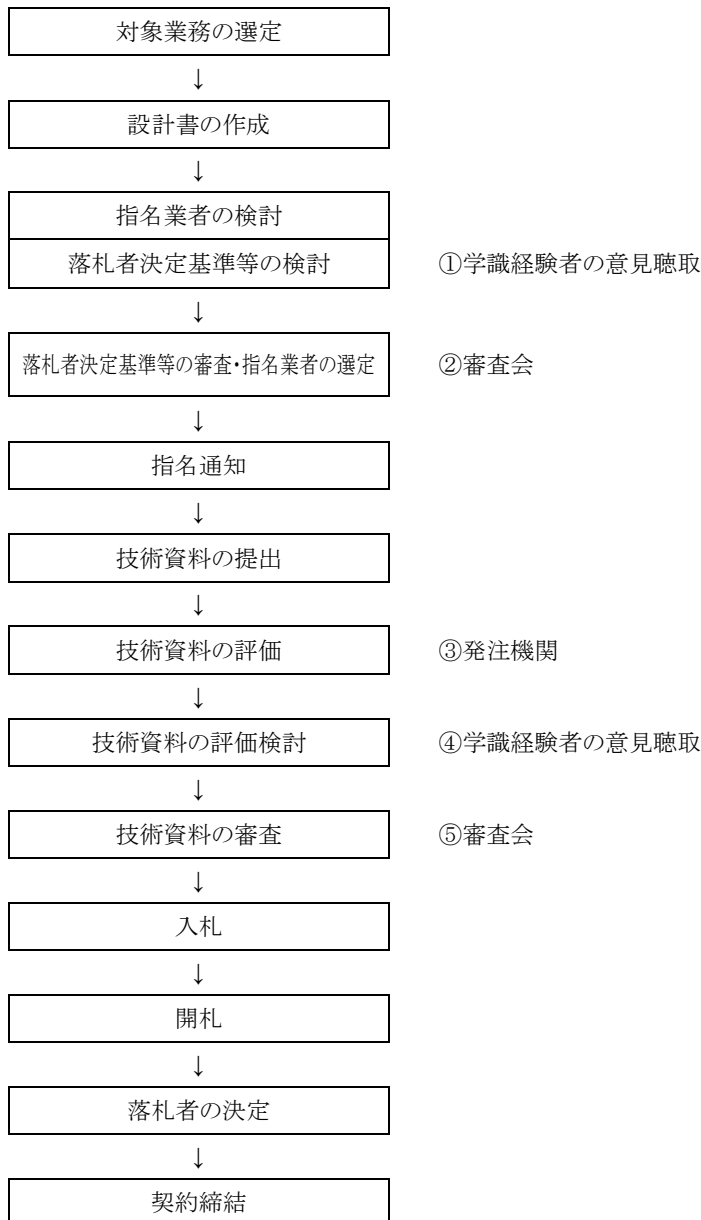 対象業務の選定
↓
設計書の作成
↓
指名業者の検討
落札者決定基準等の検討 ①学識経験者の意見聴取
↓
落札者決定基準等の審査・指名業者の選定 ②審査会
↓
指名通知
↓
技術資料の提出
↓
技術資料の評価 ③発注機関
↓
技術資料の評価検討 ④学識経験者の意見聴取
↓
技術資料の審査 ⑤審査会
↓
入札
↓
開札
↓
落札者の決定
↓
契約締結